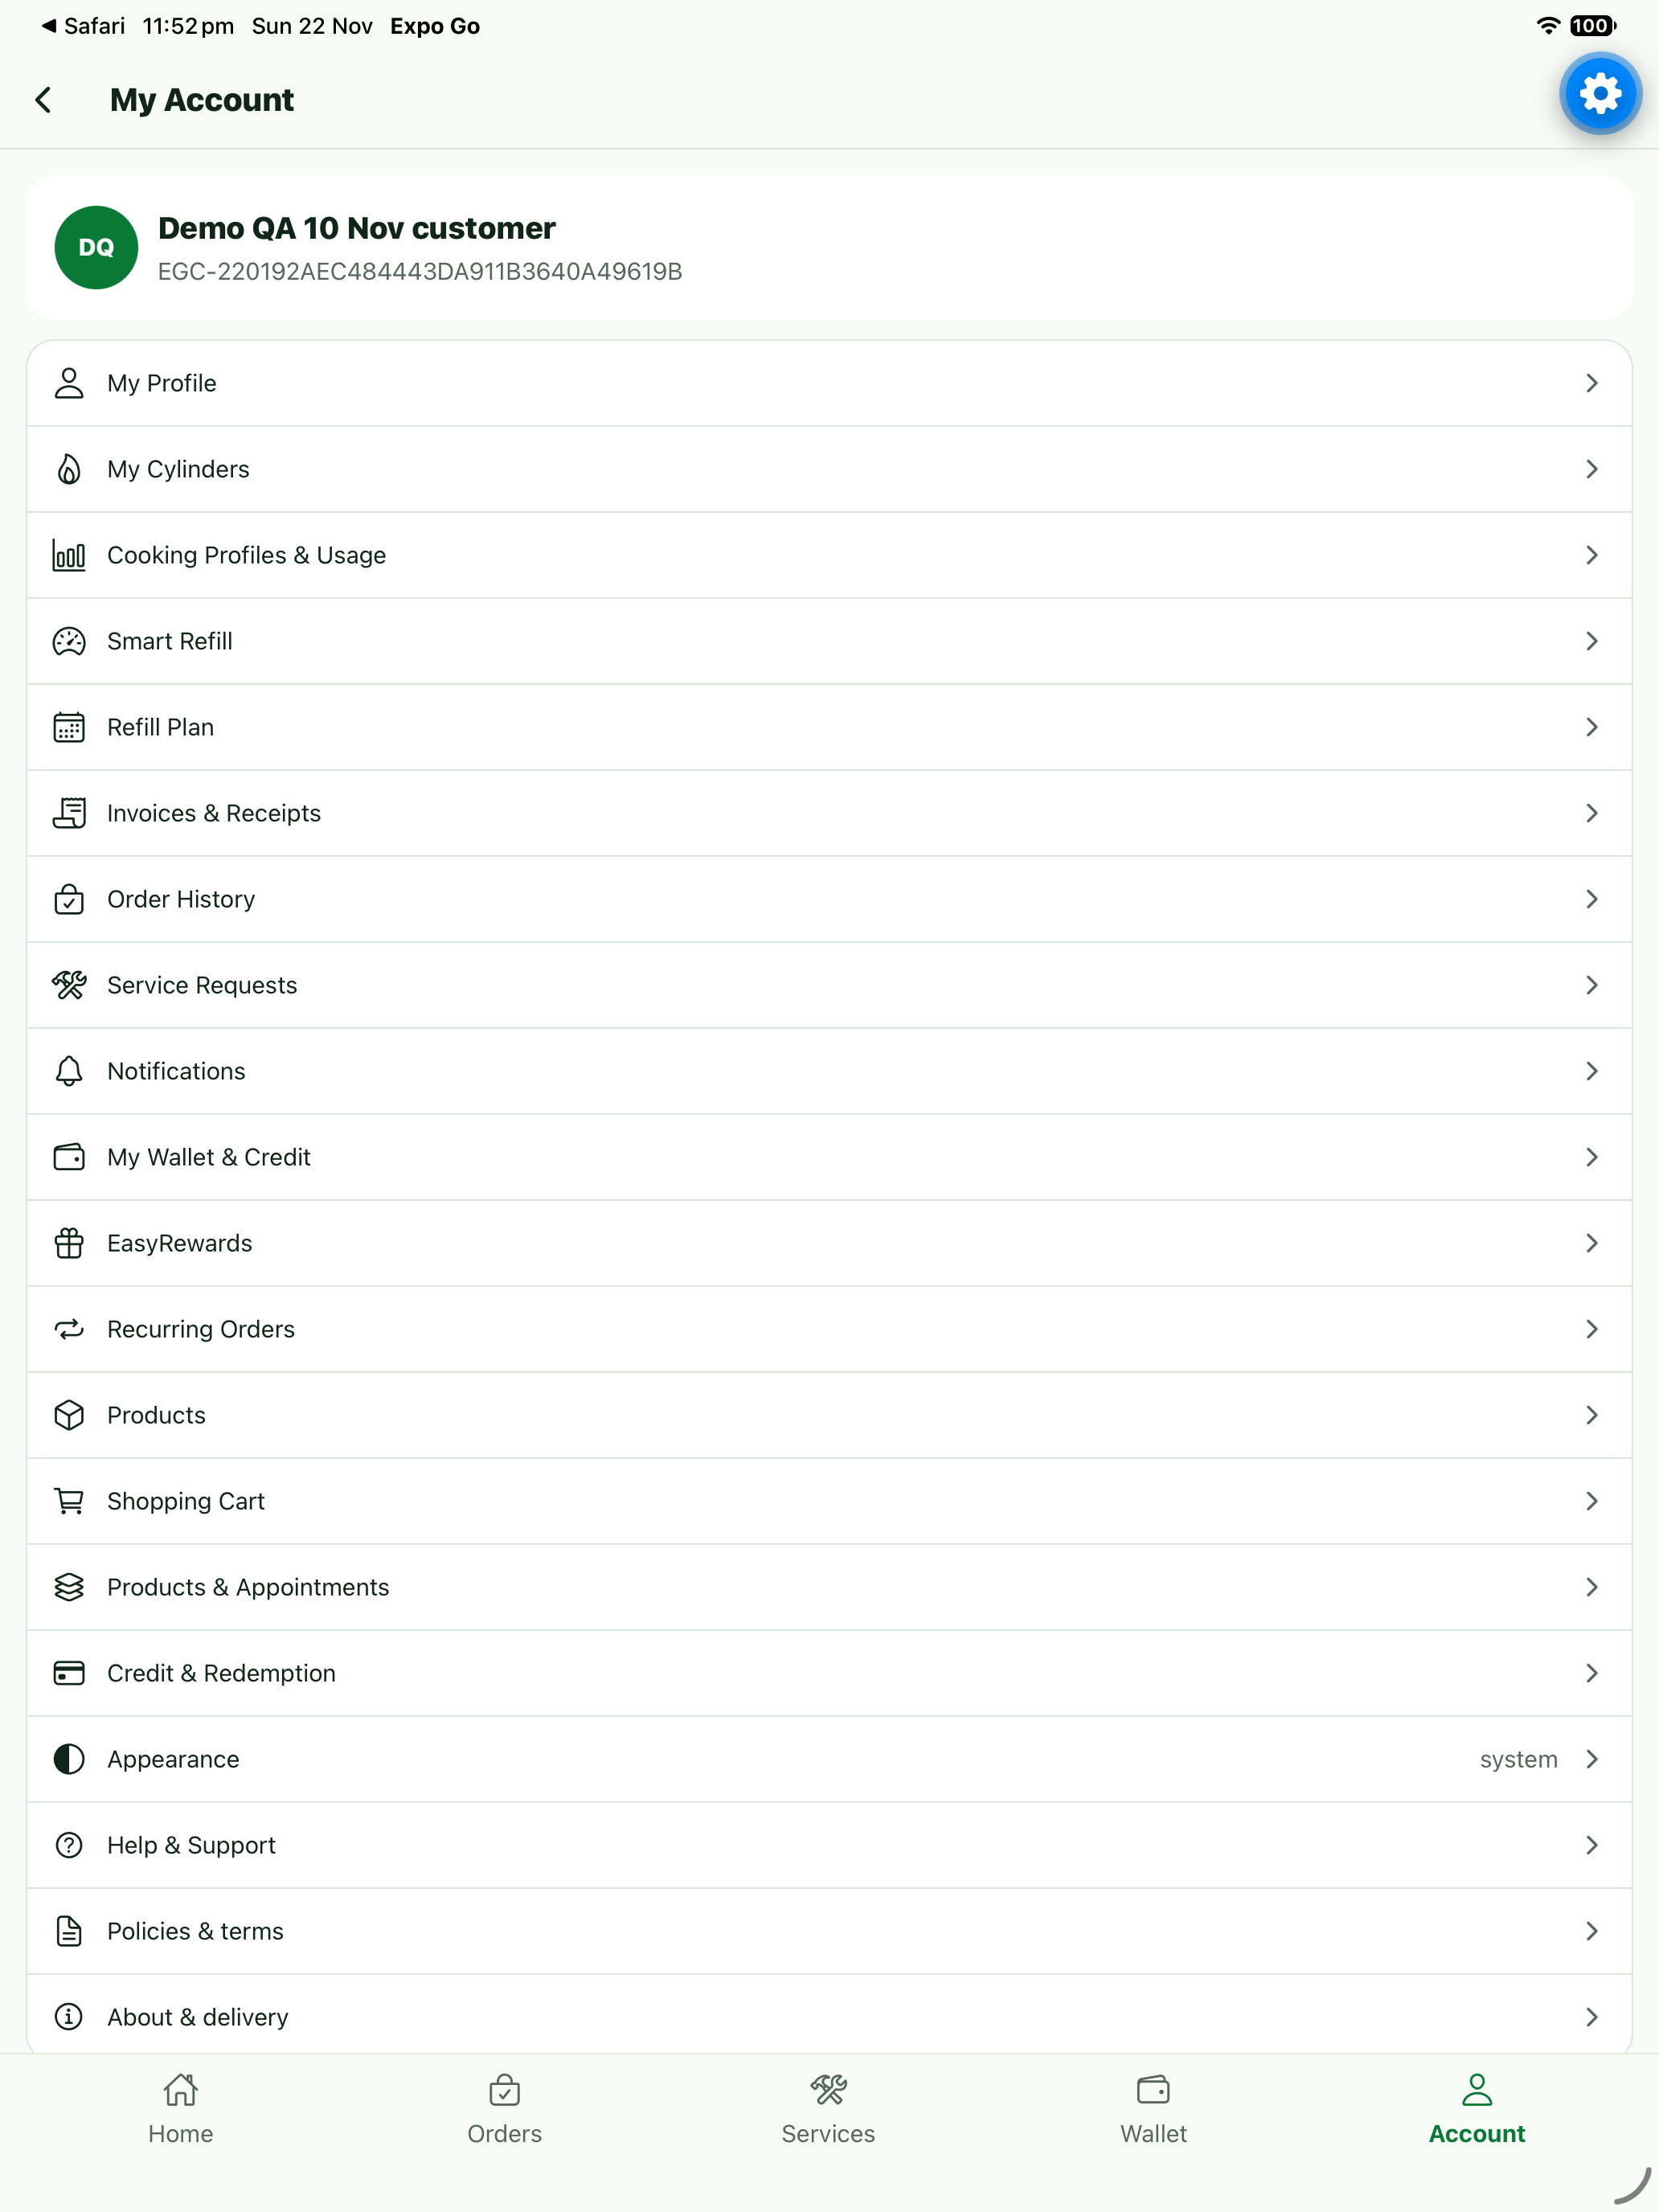 Safari 11:52 pm Sun 22 Nov Expo Go 100
My Account
DQ
Demo QA 10 Nov customer
EGC-220192AEC484443DA911B3640A49619B
My Profile
My Cylinders
Cooking Profiles & Usage
Smart Refill
Refill Plan
Invoices & Receipts
Order History
Service Requests
Notifications
My Wallet & Credit
EasyRewards
Recurring Orders
Products
Shopping Cart
Products & Appointments
Credit & Redemption
Appearance system
Help & Support
Policies & terms
About & delivery
Home Orders Services Wallet Account